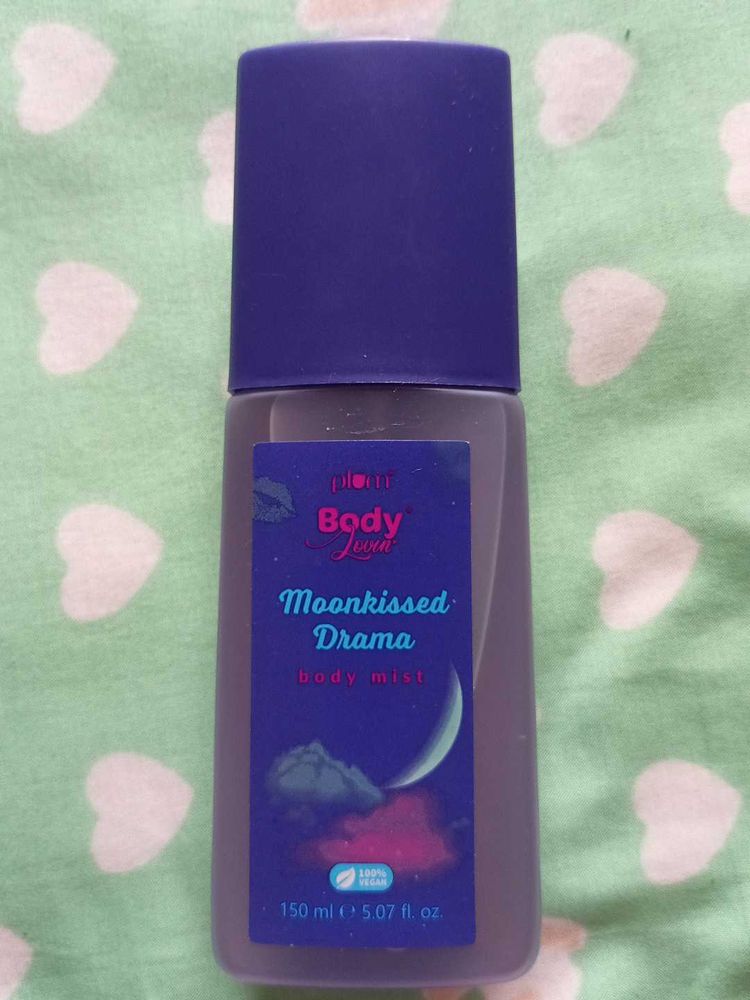 plum
Body
Lovin'
Moonkissed
Drama
body mist
100%
VEGAN
150 ml ℮ 5.07 fl. oz.